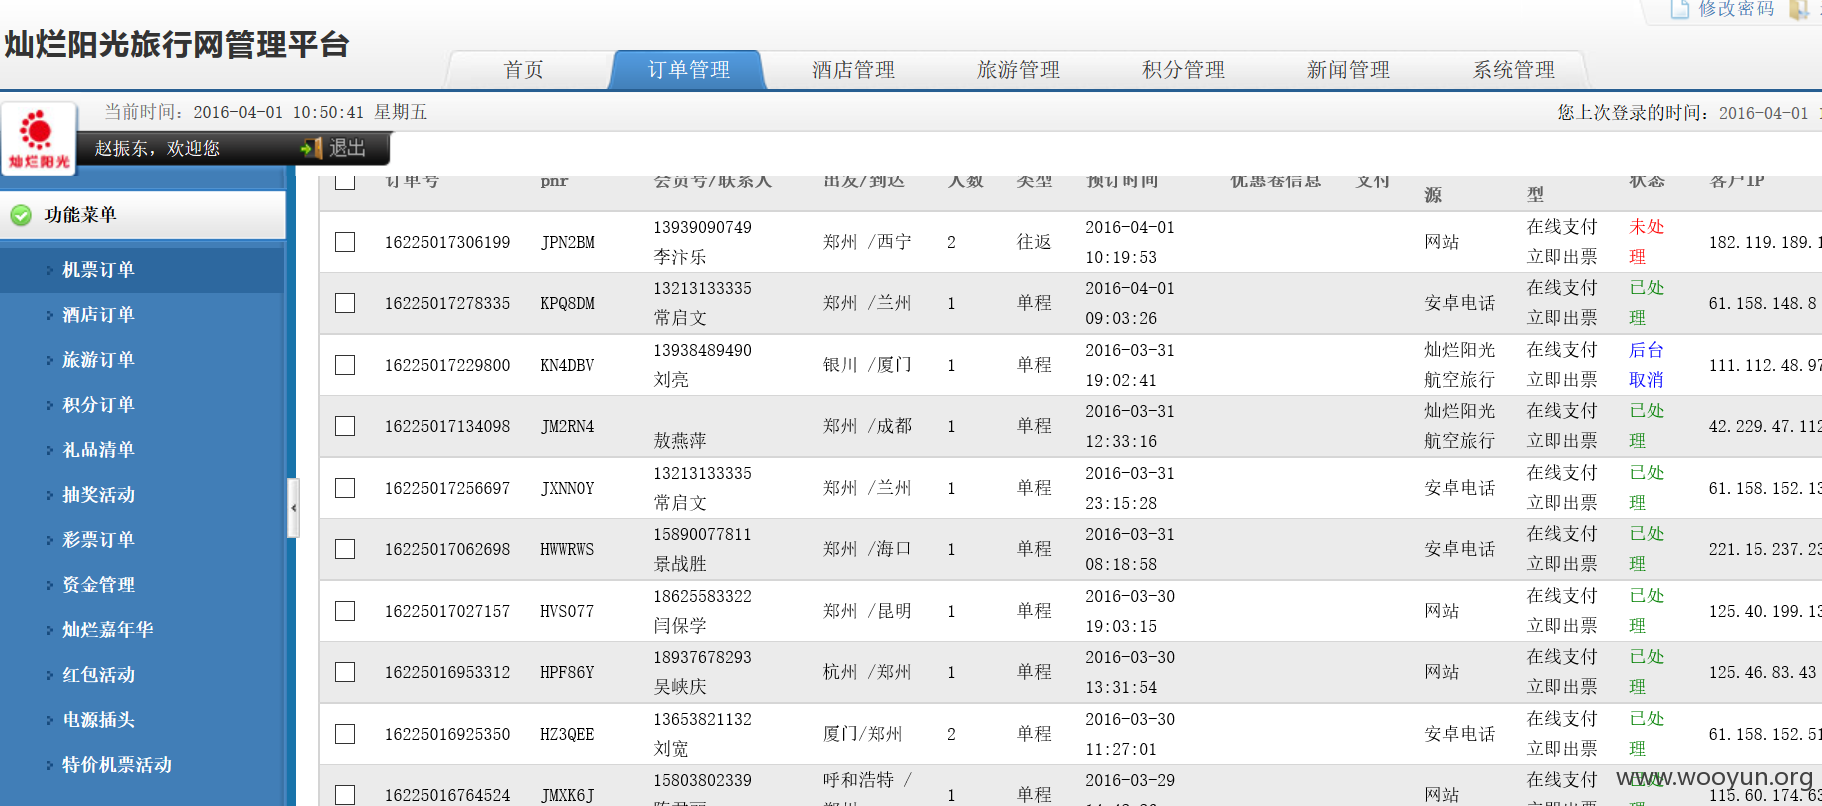 修改密码
灿烂阳光旅行网管理平台
首页 订单管理 酒店管理 旅游管理 积分管理 新闻管理 系统管理
当前时间：2016-04-01 10:50:41 星期五
您上次登录的时间：2016-04-01
灿烂阳光
赵振东，欢迎您 退出
功能菜单
机票订单
酒店订单
旅游订单
积分订单
礼品清单
抽奖活动
彩票订单
资金管理
灿烂嘉年华
红包活动
电源插头
特价机票活动
订单号 pnr 会员号/联系人 出发/到达 人数 类型 预订时间 优惠卷信息 支付 源 型 状态 客户IP
16225017306199 JPN2BM 13939090749 郑州 /西宁 2 往返 2016-04-01 网站 在线支付 未处 182.119.189.1
李汴乐 10:19:53 立即出票 理
16225017278335 KPQ8DM 13213133335 郑州 /兰州 1 单程 2016-04-01 安卓电话 在线支付 已处 61.158.148.8
常启文 09:03:26 立即出票 理
16225017229800 KN4DBV 13938489490 银川 /厦门 1 单程 2016-03-31 灿烂阳光 在线支付 后台 111.112.48.97
刘亮 19:02:41 航空旅行 立即出票 取消
16225017134098 JM2RN4 郑州 /成都 1 单程 2016-03-31 灿烂阳光 在线支付 已处 42.229.47.112
敖燕萍 12:33:16 航空旅行 立即出票 理
16225017256697 JXNN0Y 13213133335 郑州 /兰州 1 单程 2016-03-31 安卓电话 在线支付 已处 61.158.152.13
常启文 23:15:28 立即出票 理
16225017062698 HWWRWS 15890077811 郑州 /海口 1 单程 2016-03-31 安卓电话 在线支付 已处 221.15.237.23
景战胜 08:18:58 立即出票 理
16225017027157 HVS077 18625583322 郑州 /昆明 1 单程 2016-03-30 网站 在线支付 已处 125.40.199.13
闫保学 19:03:15 立即出票 理
16225016953312 HPF86Y 18937678293 杭州 /郑州 1 单程 2016-03-30 网站 在线支付 已处 125.46.83.43
吴峡庆 13:31:54 立即出票 理
16225016925350 HZ3QEE 13653821132 厦门/郑州 2 单程 2016-03-30 安卓电话 在线支付 已处 61.158.152.51
刘宽 11:27:01 立即出票 理
16225016764524 JMXK6J 15803802339 呼和浩特 / 1 单程 2016-03-29 网站 在线支付 已处 115.60.174.63
www.wooyun.org